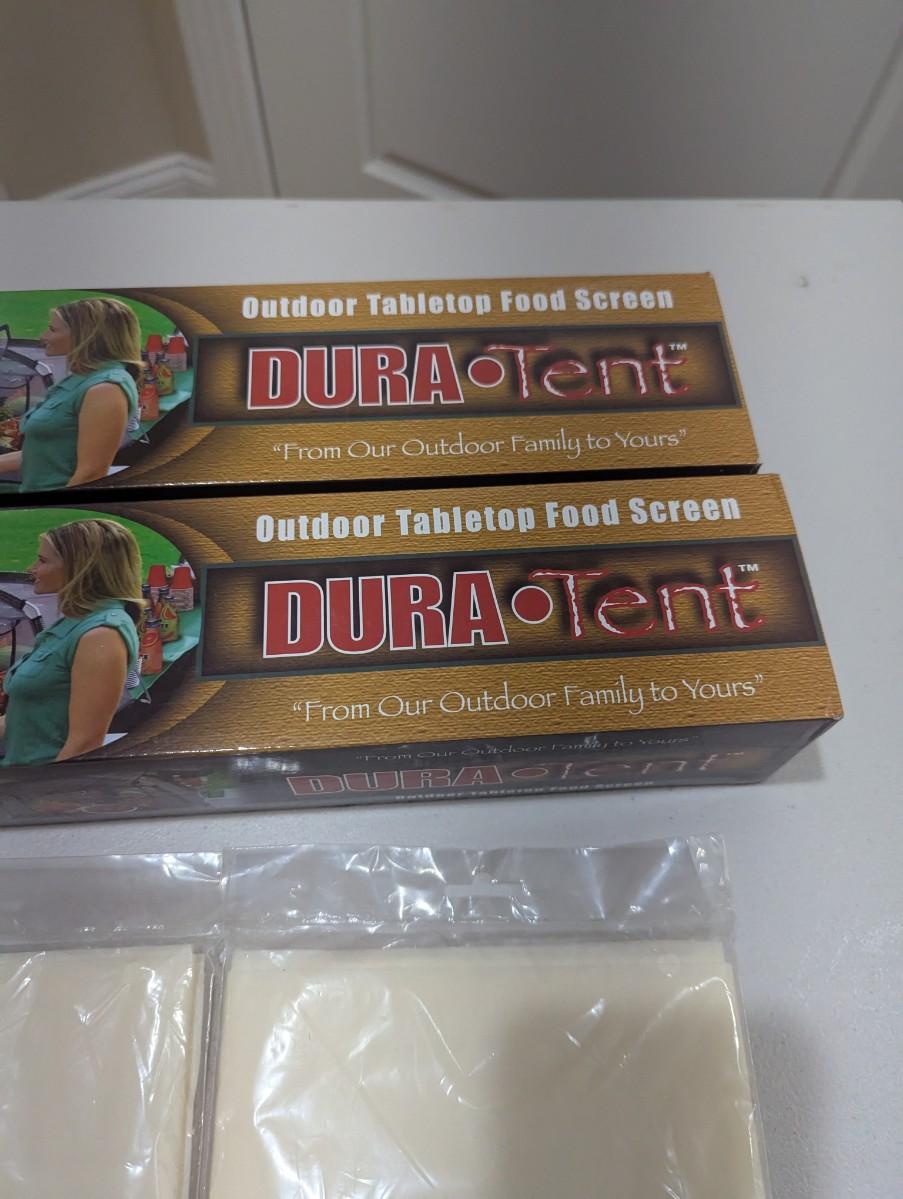 Outdoor Tabletop Food Screen
DURA•Tent™
“From Our Outdoor Family to Yours”
Outdoor Tabletop Food Screen
DURA•Tent™
“From Our Outdoor Family to Yours”
“From Our Outdoor Family to Yours”
DURA•Tent™
Outdoor Tabletop Food Screen